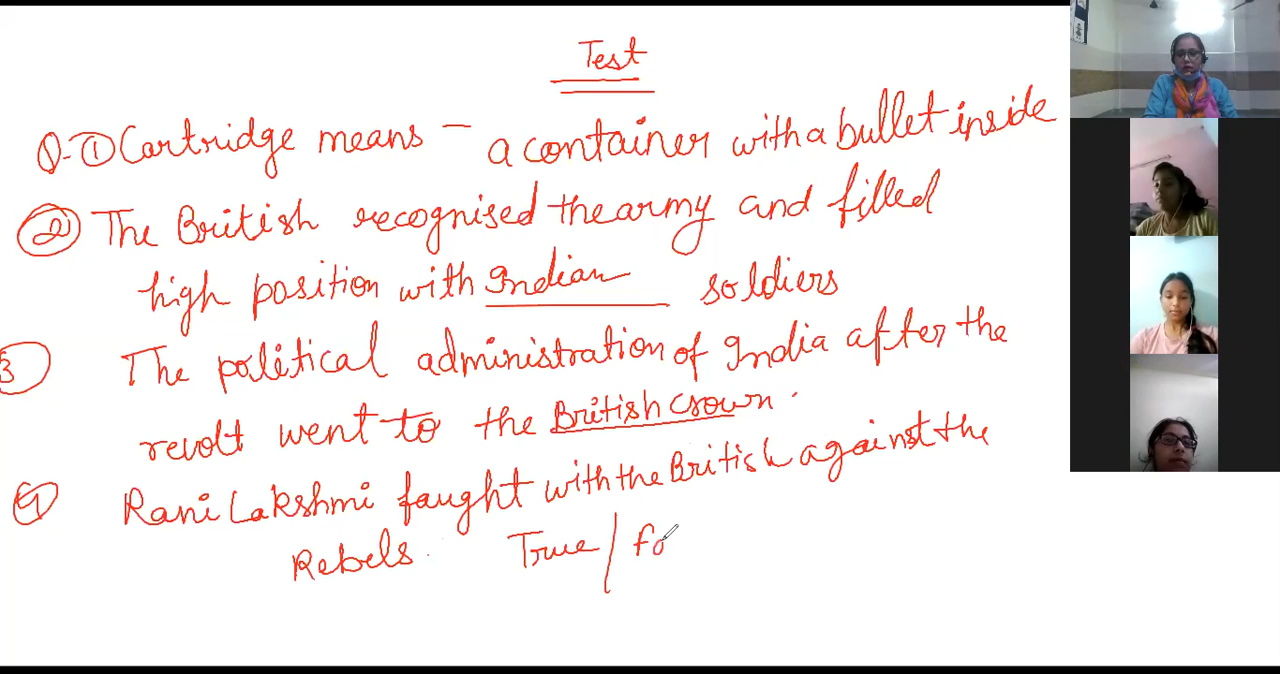 Test
Q.① Cartridge means – a container with a bullet inside
② The British recognised the army and filled
high position with Indian soldiers
3 The political administration of India after the
revolt went to the British crown.
④ Rani Lakshmi faught with the British against the
Rebels. True / Fa